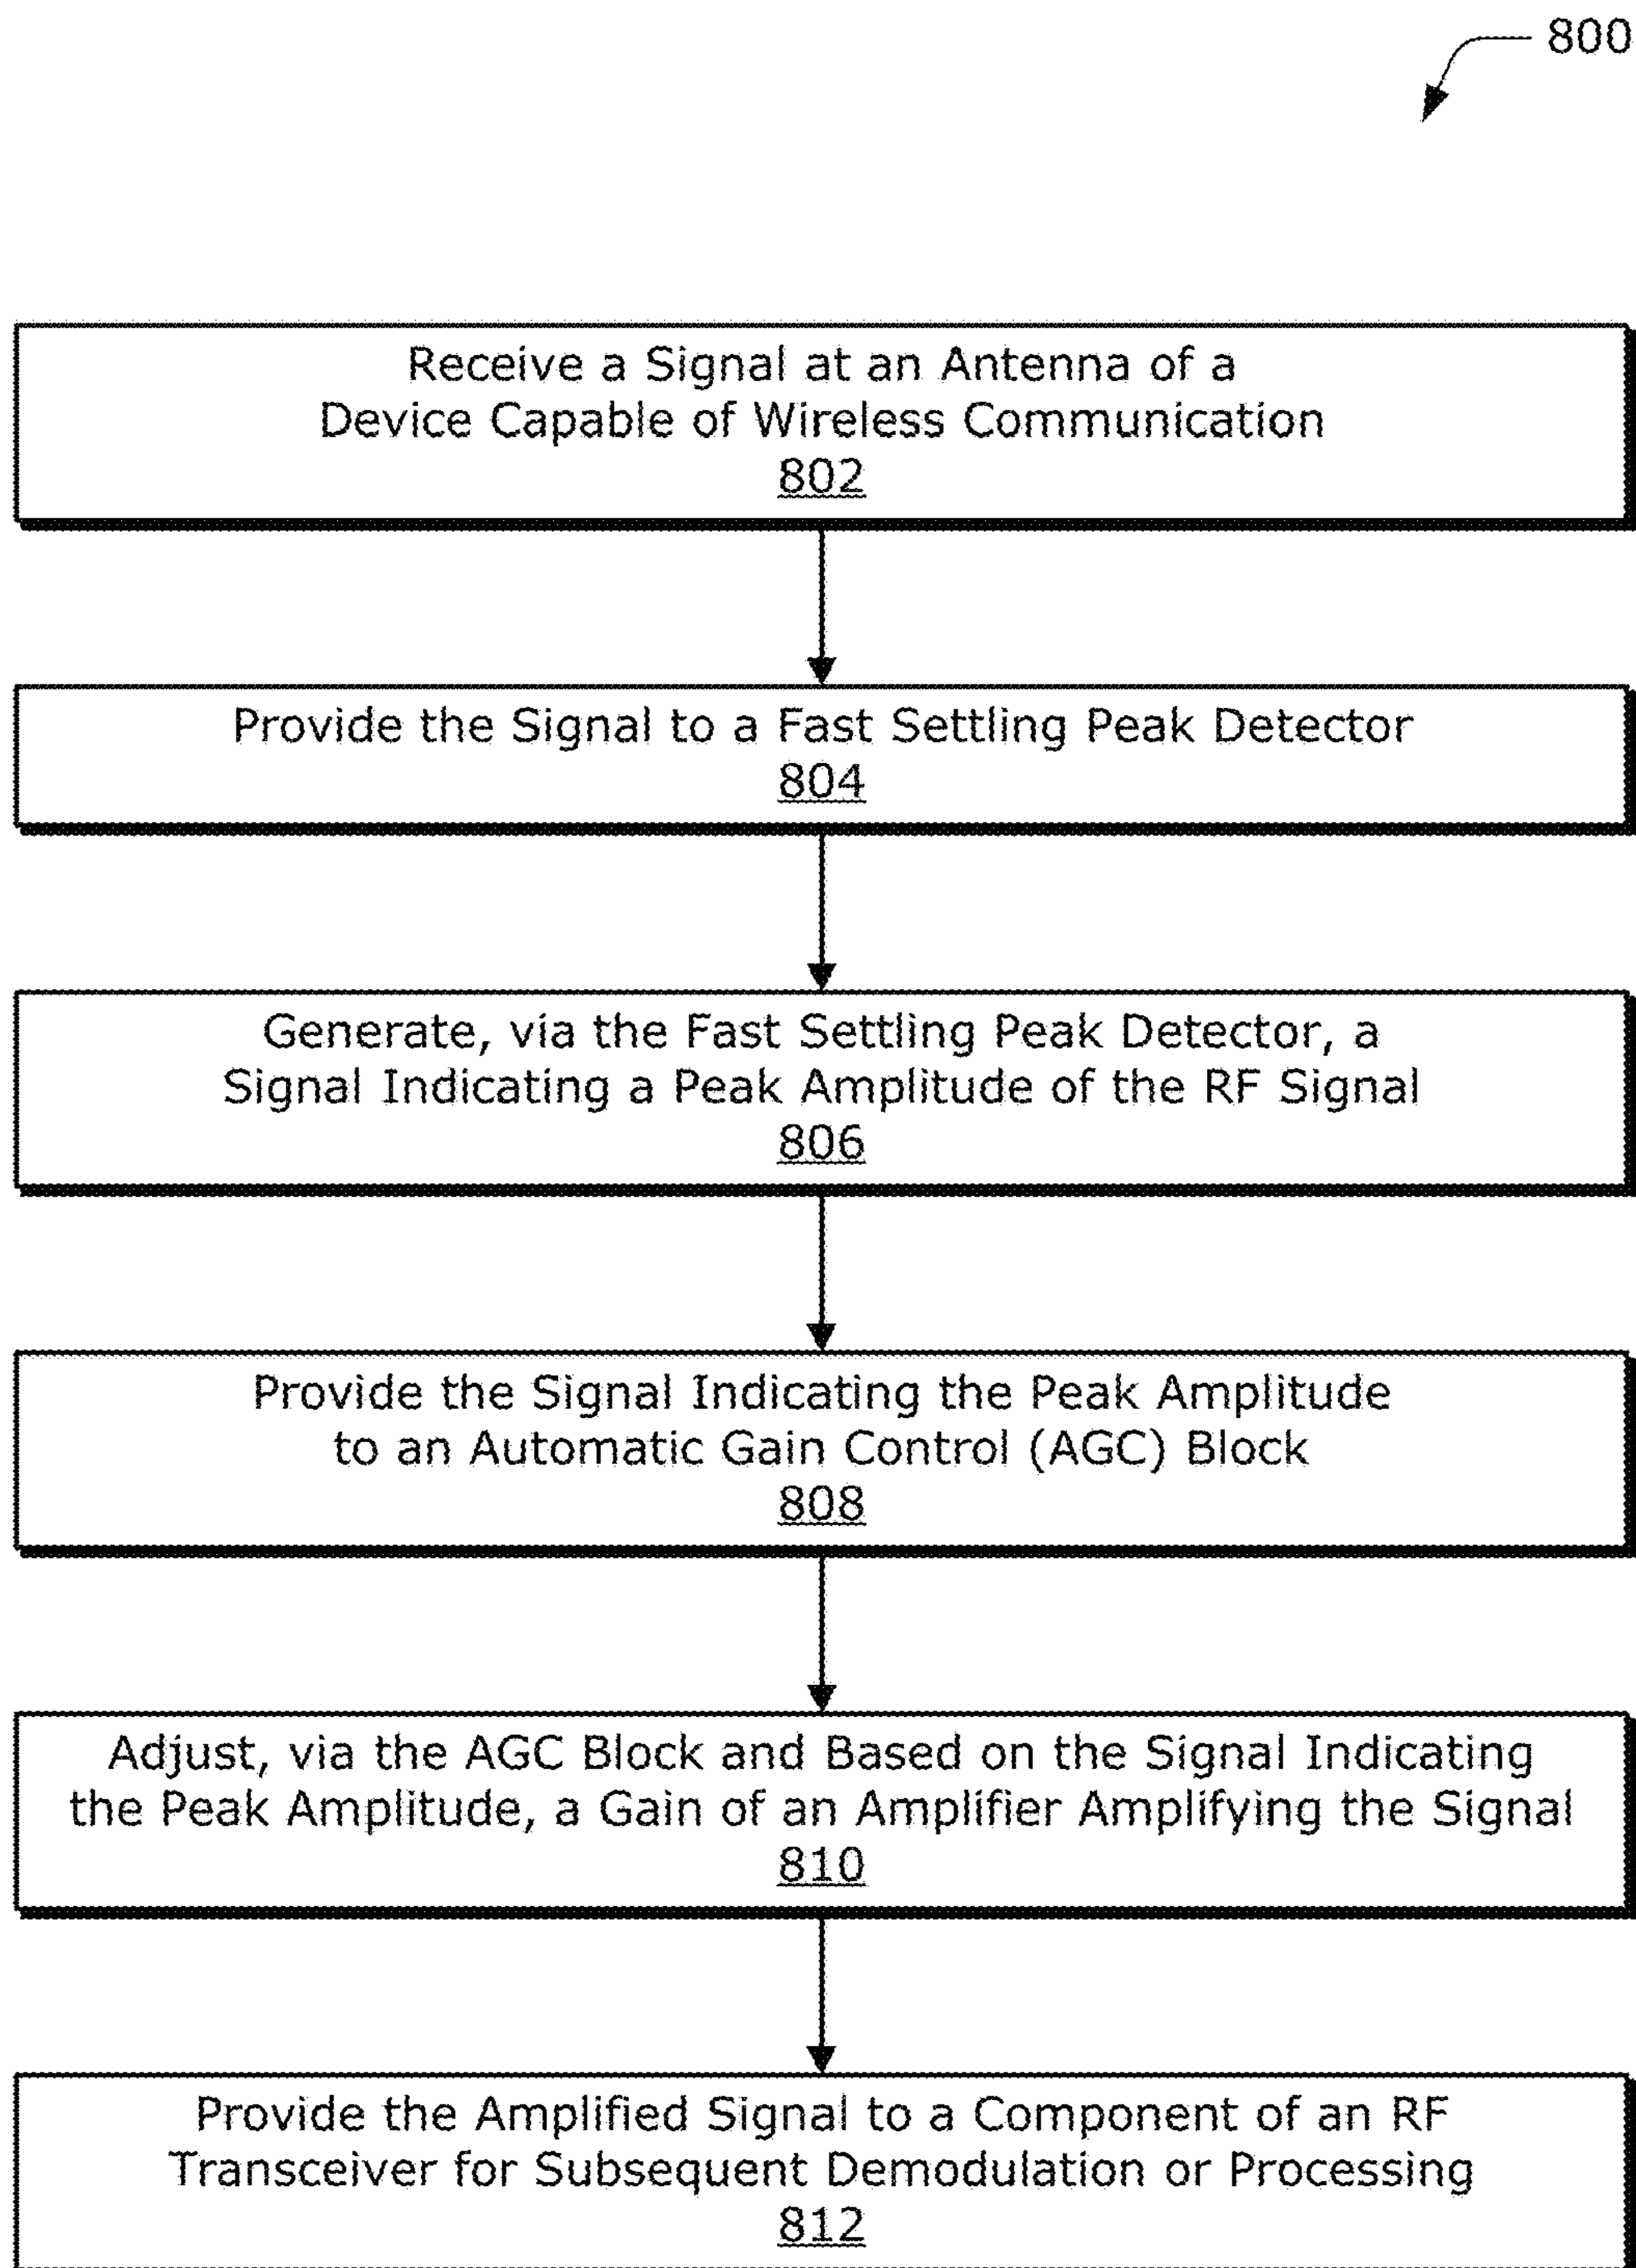 800
Receive a Signal at an Antenna of a
Device Capable of Wireless Communication
802
Provide the Signal to a Fast Settling Peak Detector
804
Generate, via the Fast Settling Peak Detector, a
Signal Indicating a Peak Amplitude of the RF Signal
806
Provide the Signal Indicating the Peak Amplitude
to an Automatic Gain Control (AGC) Block
808
Adjust, via the AGC Block and Based on the Signal Indicating
the Peak Amplitude, a Gain of an Amplifier Amplifying the Signal
810
Provide the Amplified Signal to a Component of an RF
Transceiver for Subsequent Demodulation or Processing
812